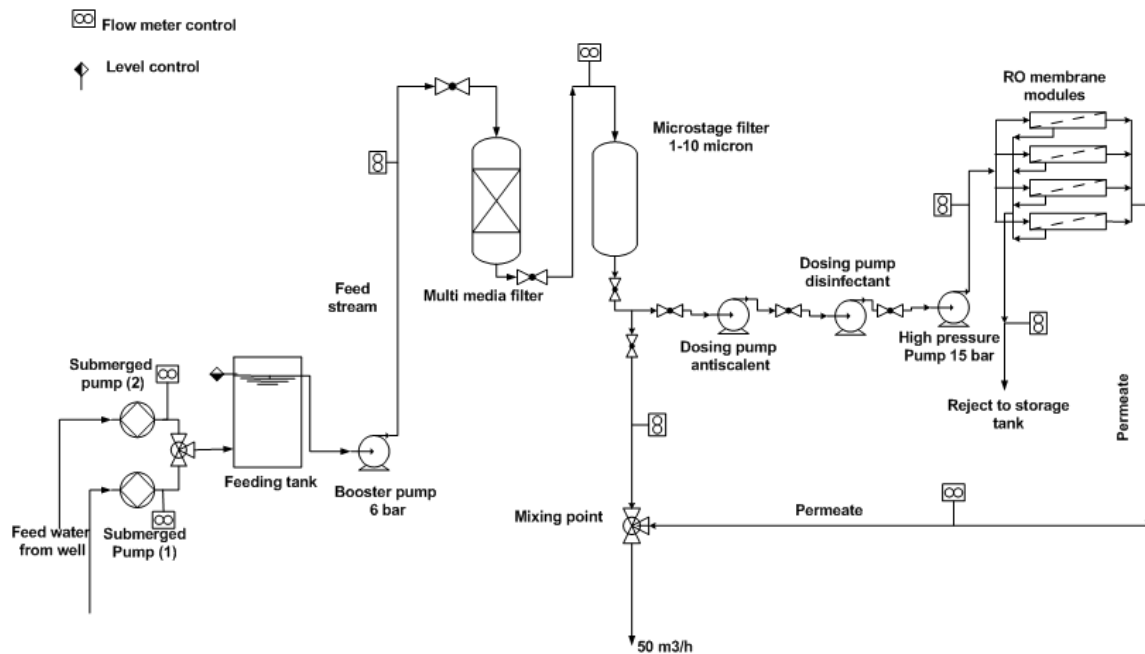 Flow meter control
Level control
RO membrane
modules
Microstage filter
1-10 micron
Feed
stream
Multi media filter
Dosing pump
disinfectant
Dosing pump
antiscalent
High pressure
Pump 15 bar
Submerged
pump (2)
Feeding tank
Booster pump
6 bar
Reject to storage
tank
Permeate
Feed water
from well
Submerged
Pump (1)
Mixing point
Permeate
50 m3/h